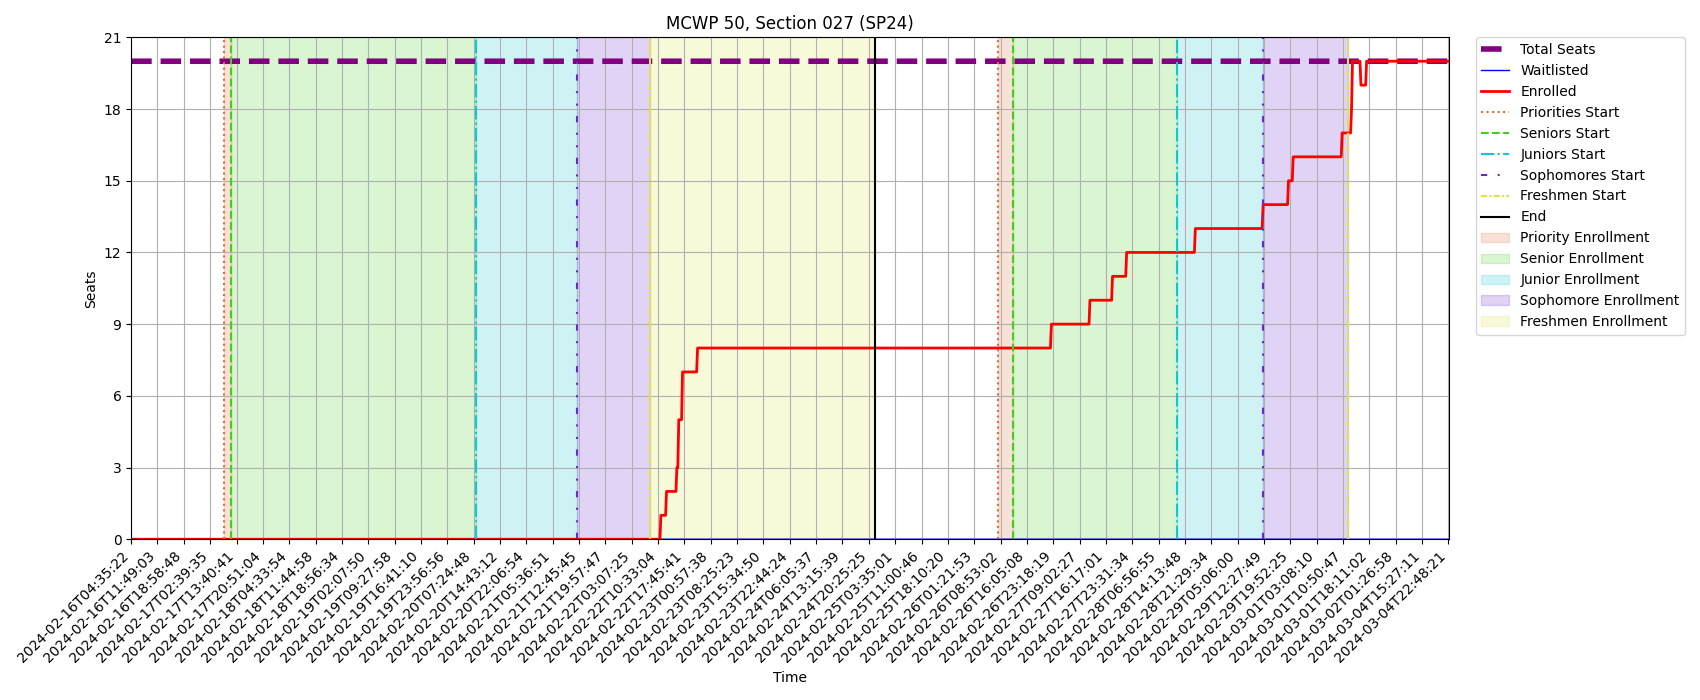 MCWP 50, Section 027 (SP24)
21
18
15
12
9
6
3
0
Seats
2024-02-16T04:35:22
2024-02-16T11:49:03
2024-02-16T18:58:48
2024-02-17T02:39:35
2024-02-17T13:40:41
2024-02-17T20:51:04
2024-02-18T04:33:54
2024-02-18T11:44:58
2024-02-18T18:56:34
2024-02-19T02:07:50
2024-02-19T09:27:58
2024-02-19T16:41:10
2024-02-19T23:56:56
2024-02-20T07:24:48
2024-02-20T14:43:12
2024-02-20T22:06:54
2024-02-21T05:36:51
2024-02-21T12:45:45
2024-02-21T19:57:47
2024-02-22T03:07:25
2024-02-22T10:33:04
2024-02-22T17:45:41
2024-02-23T00:57:38
2024-02-23T08:25:23
2024-02-23T15:34:50
2024-02-23T22:44:24
2024-02-24T06:05:37
2024-02-24T13:15:39
2024-02-24T20:25:25
2024-02-25T03:35:01
2024-02-25T11:00:46
2024-02-25T18:10:20
2024-02-26T01:21:53
2024-02-26T08:53:02
2024-02-26T16:05:08
2024-02-26T23:18:19
2024-02-27T09:02:27
2024-02-27T16:17:01
2024-02-27T23:31:34
2024-02-28T06:56:55
2024-02-28T14:13:48
2024-02-28T21:29:34
2024-02-29T05:06:00
2024-02-29T12:27:49
2024-02-29T19:52:25
2024-03-01T03:08:10
2024-03-01T10:50:47
2024-03-01T18:11:02
2024-03-02T01:26:58
2024-03-04T15:27:11
2024-03-04T22:48:21
Time
Total Seats
Waitlisted
Enrolled
Priorities Start
Seniors Start
Juniors Start
Sophomores Start
Freshmen Start
End
Priority Enrollment
Senior Enrollment
Junior Enrollment
Sophomore Enrollment
Freshmen Enrollment